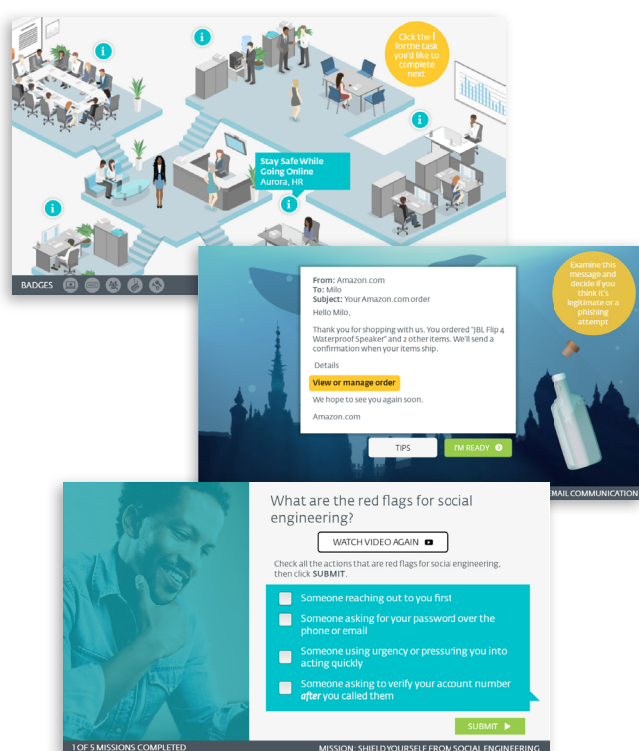 Click the i
for the task
you'd like to
complete
next
Stay Safe While
Going Online
Aurora, HR
BADGES
From: Amazon.com
To: Milo
Subject: Your Amazon.com order
Hello Milo,
Thank you for shopping with us. You ordered "JBL Flip 4
Waterproof Speaker" and 2 other items. We'll send a
confirmation when your items ship.
Details
View or manage order
We hope to see you again soon.
Amazon.com
Examine this
message and
decide if you
think it's
legitimate or a
phishing
attempt
TIPS
I'M READY
MAIL COMMUNICATION
What are the red flags for social
engineering?
WATCH VIDEO AGAIN
Check all the actions that are red flags for social engineering,
then click SUBMIT.
Someone reaching out to you first
Someone asking for your password over the
phone or email
Someone using urgency or pressuring you into
acting quickly
Someone asking to verify your account number
after you called them
SUBMIT
1 OF 5 MISSIONS COMPLETED
MISSION: SHIELD YOURSELF FROM SOCIAL ENGINEERING